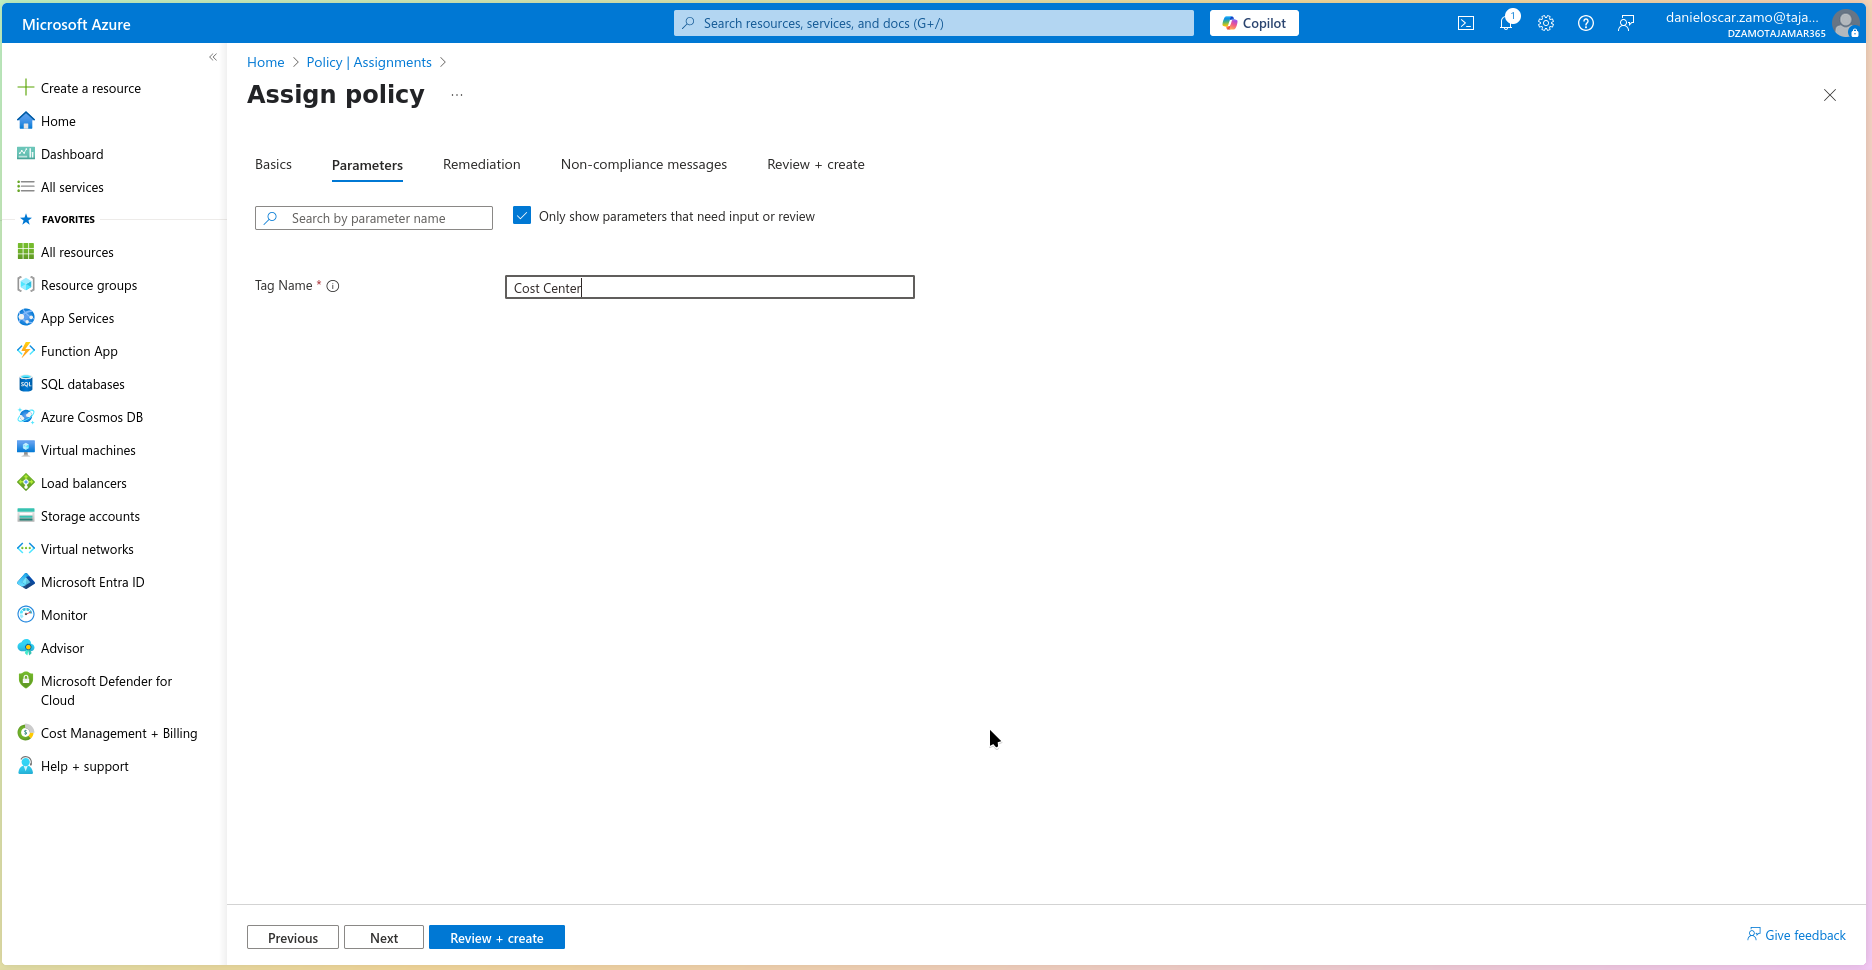 Microsoft Azure
Search resources, services, and docs (G+/)
Copilot
1
danieloscar.zamo@taja...
DZAMOTAJAMAR365
«
Create a resource
Home
Dashboard
All services
FAVORITES
All resources
Resource groups
App Services
Function App
SQL databases
Azure Cosmos DB
Virtual machines
Load balancers
Storage accounts
Virtual networks
Microsoft Entra ID
Monitor
Advisor
Microsoft Defender for
Cloud
Cost Management + Billing
Help + support
Home > Policy | Assignments >
Assign policy ...
Basics
Parameters
Remediation
Non-compliance messages
Review + create
Search by parameter name
Only show parameters that need input or review
Tag Name *
Cost Center
Previous
Next
Review + create
Give feedback